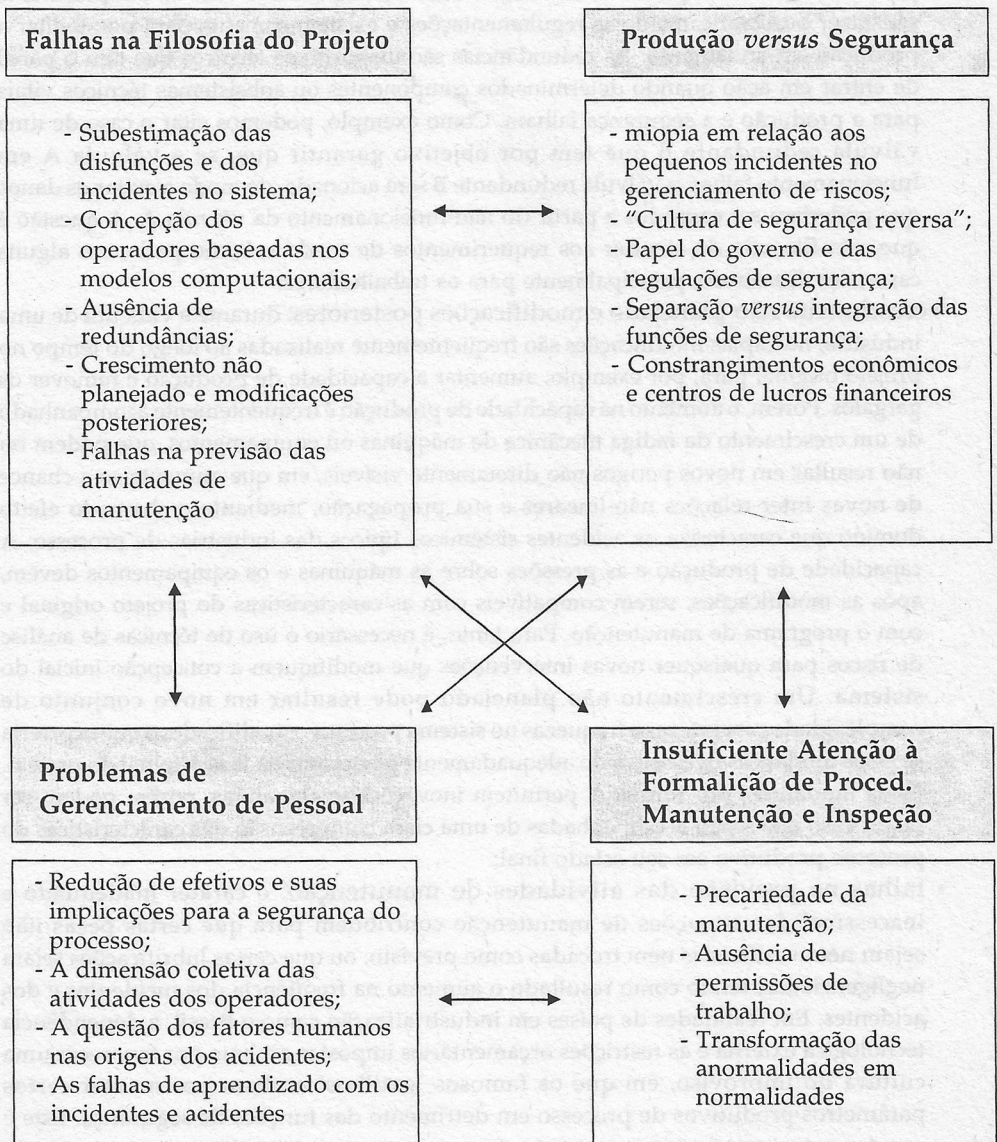 Falhas na Filosofia do Projeto
- Subestimação das
disfunções e dos
incidentes no sistema;
- Concepção dos
operadores baseadas nos
modelos computacionais;
- Ausência de
redundâncias;
- Crescimento não
planejado e modificações
posteriores;
- Falhas na previsão das
atividades de
manutenção
Produção versus Segurança
- miopia em relação aos
pequenos incidentes no
gerenciamento de riscos;
- “Cultura de segurança reversa”;
- Papel do governo e das
regulações de segurança;
- Separação versus integração das
funções de segurança;
- Constrangimentos econômicos
e centros de lucros financeiros
Problemas de
Gerenciamento de Pessoal
- Redução de efetivos e suas
implicações para a segurança do
processo;
- A dimensão coletiva das
atividades dos operadores;
- A questão dos fatores humanos
nas origens dos acidentes;
- As falhas de aprendizado com os
incidentes e acidentes
Insuficiente Atenção à
Formalição de Proced.
Manutenção e Inspeção
- Precariedade da
manutenção;
- Ausência de
permissões de
trabalho;
- Transformação das
anormalidades em
normalidades